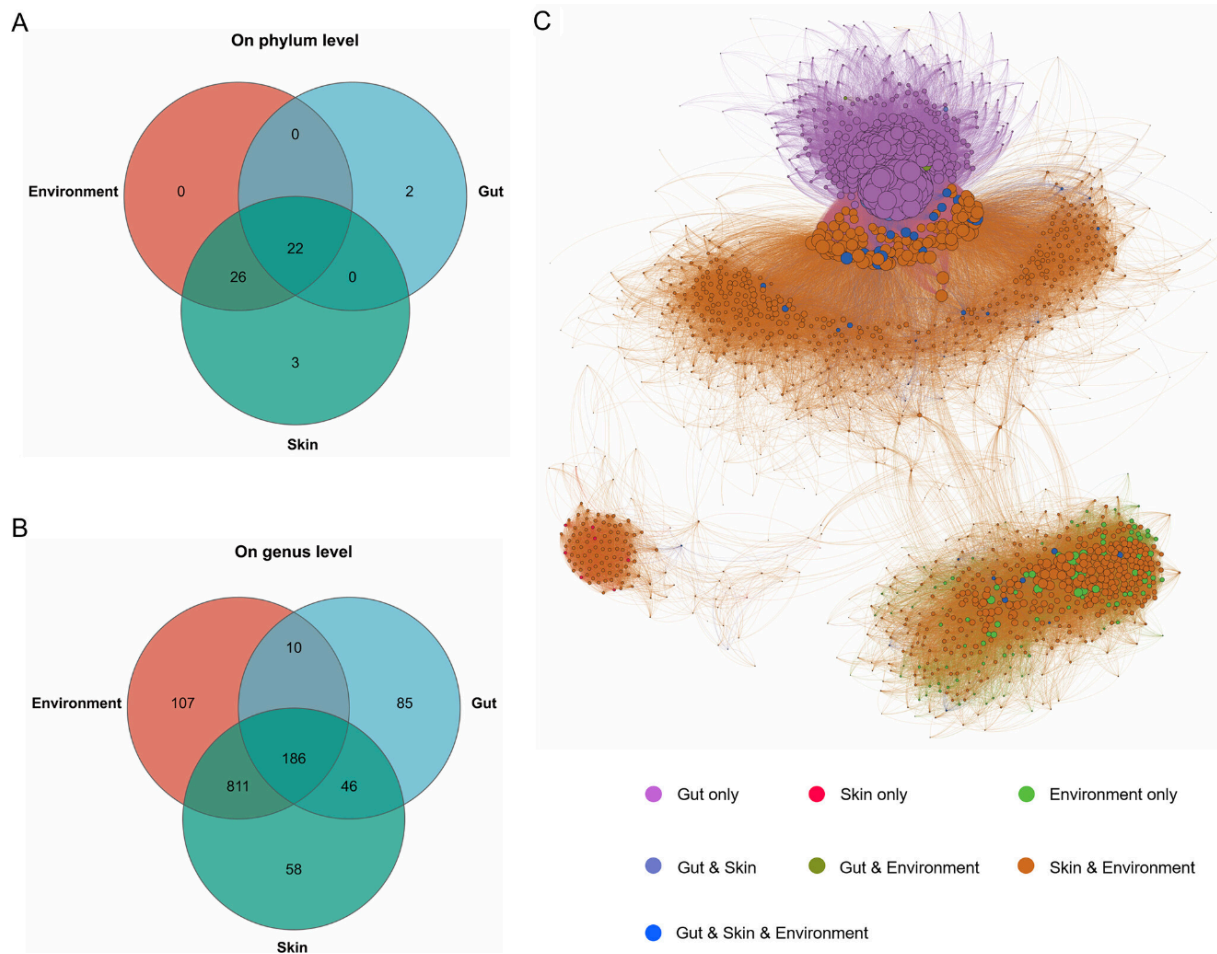 A
On phylum level
0
Environment
0
2
Gut
22
26
0
3
Skin
B
On genus level
10
Environment
107
85
Gut
186
811
46
58
Skin
C
Gut only
Skin only
Environment only
Gut & Skin
Gut & Environment
Skin & Environment
Gut & Skin & Environment